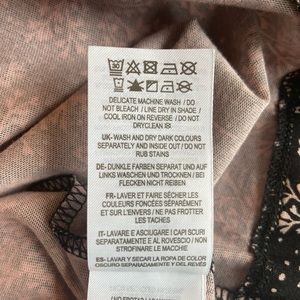 30
DELICATE MACHINE WASH / DO
NOT BLEACH / LINE DRY IN SHADE /
COOL IRON ON REVERSE / DO NOT
DRYCLEAN
UK- WASH AND DRY DARK COLOURS
SEPARATELY AND INSIDE OUT / DO NOT
RUB STAINS
DE- DUNKLE FARBEN SEPARAT UND AUF
LINKS WASCHEN UND TROCKNEN / BEI
FLECKEN NICHT REIBEN
FR- LAVER ET FAIRE SÉCHER LES
COULEURS FONCÉES SÉPARÉMENT
ET À L'ENVERS / NE PAS FROTTER
LES TACHES
IT- LAVARE E ASCIUGARE I CAPI SCURI
SEPARATAMENTE E AL ROVESCIO / NON
STROFINARE LE MACCHIE
ES- LAVAR Y SECAR LA ROPA DE COLOR
OSCURO SEPARADAMENTE Y DEL REVÉS
/ NO FROTAR LAS